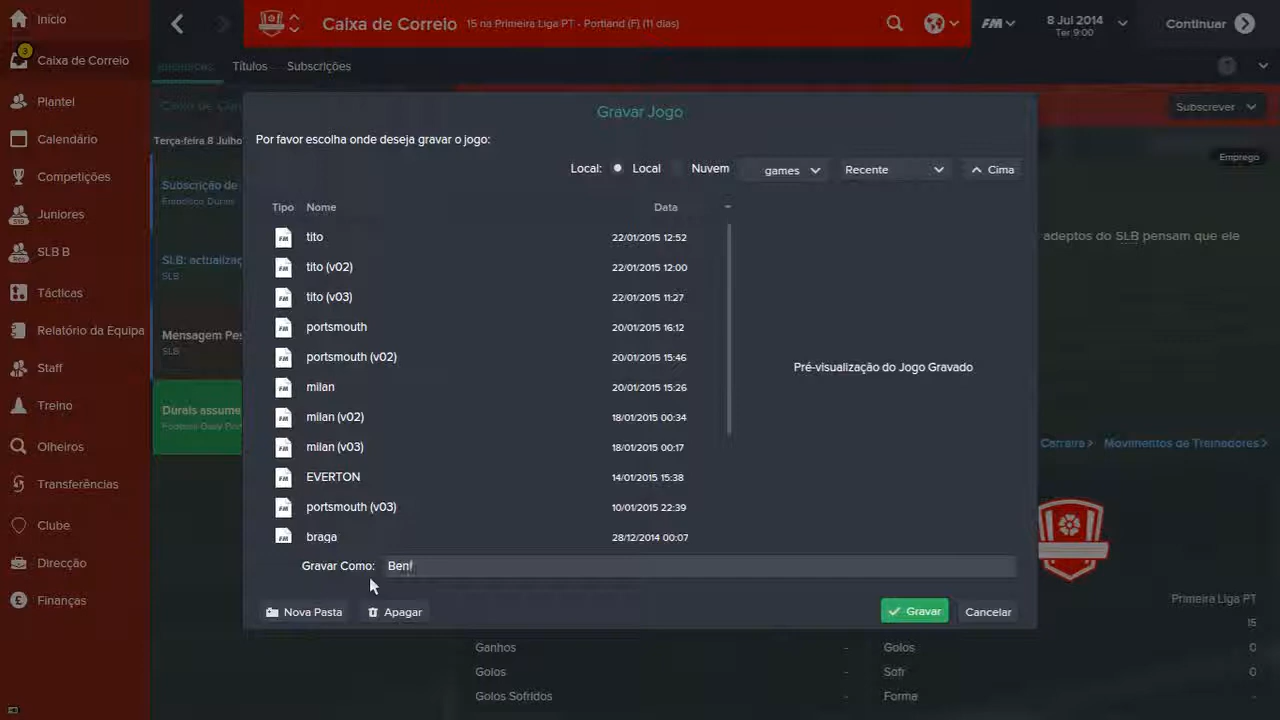 Início
Caixa de Correio
15 na Primeira Liga PT - Portland (F) (11 dias)
FM
8 Jul 2014
Ter 9:00
Continuar
3
Caixa de Correio
Títulos
Subscrições
Plantel
Calendário
Competições
Juniores
SLB B
Tácticas
Relatório da Equipa
Staff
Treino
Olheiros
Transferências
Clube
Direcção
Finanças
Subscrever
Terça-feira 8 Julho
Emprego
Subscrição de
SLB: actualizaç
SLB
Mensagem Pes
SLB
Durais assume
adeptos do SLB pensam que ele
Gravar Jogo
Por favor escolha onde deseja gravar o jogo:
Local: Local Nuvem games Recente Cima
Tipo Nome Data
tito 22/01/2015 12:52
tito (v02) 22/01/2015 12:00
tito (v03) 22/01/2015 11:27
portsmouth 20/01/2015 16:12
portsmouth (v02) 20/01/2015 15:46
milan 20/01/2015 15:26
milan (v02) 18/01/2015 00:34
milan (v03) 18/01/2015 00:17
EVERTON 14/01/2015 15:38
portsmouth (v03) 10/01/2015 22:39
braga 28/12/2014 00:07
Pré-visualização do Jogo Gravado
Gravar Como: Benf
Nova Pasta Apagar Gravar Cancelar
Carreira > Movimentos de Treinadores >
Primeira Liga PT
15
Ganhos - Golos 0
Golos - Sofr 0
Golos Sofridos - Forma -